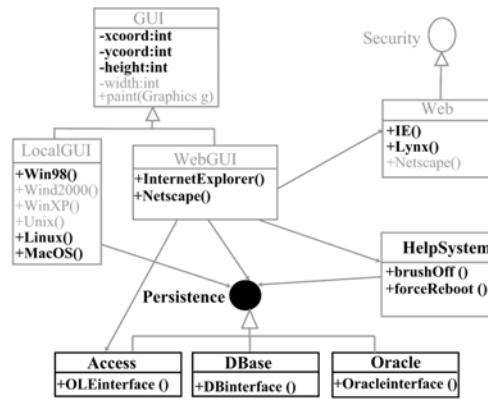 GUI
-xcoord:int
-ycoord:int
-height:int
-width:int
+paint(Graphics g)
Security
Web
+IE()
+Lynx()
+Netscape()
LocalGUI
+Win98()
+Wind2000()
+WinXP()
+Unix()
+Linux()
+MacOS()
WebGUI
+InternetExplorer()
+Netscape()
HelpSystem
+brushOff ()
+forceReboot ()
Persistence
Access
+OLEinterface ()
DBase
+DBinterface ()
Oracle
+Oracleinterface ()